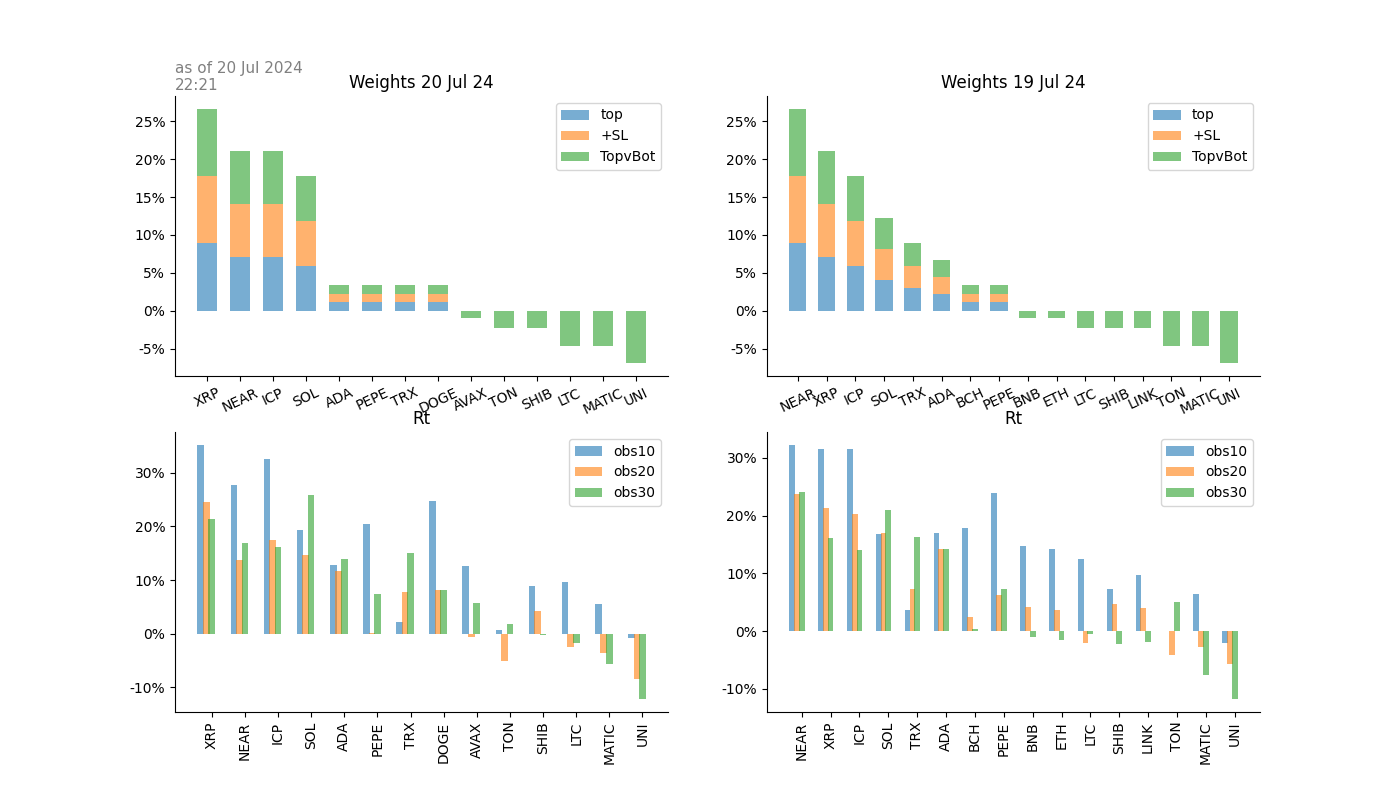 as of 20 Jul 2024
22:21
Weights 20 Jul 24
25%
20%
15%
10%
5%
0%
-5%
top
+SL
TopvBot
XRP NEAR ICP SOL ADA PEPE TRX DOGE AVAX TON SHIB LTC MATIC UNI
Weights 19 Jul 24
25%
20%
15%
10%
5%
0%
-5%
top
+SL
TopvBot
NEAR XRP ICP SOL TRX ADA BCH PEPE BNB ETH LTC SHIB LINK TON MATIC UNI
Rt
30%
20%
10%
0%
-10%
obs10
obs20
obs30
XRP NEAR ICP SOL ADA PEPE TRX DOGE AVAX TON SHIB LTC MATIC UNI
Rt
30%
20%
10%
0%
-10%
obs10
obs20
obs30
NEAR XRP ICP SOL TRX ADA BCH PEPE BNB ETH LTC SHIB LINK TON MATIC UNI